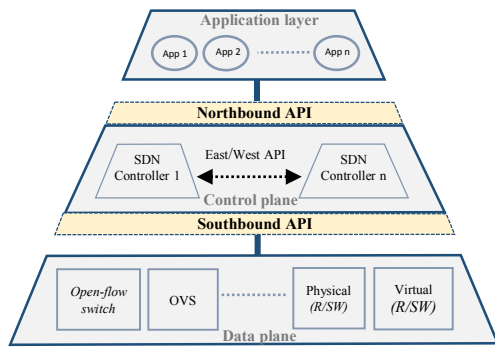 Application layer
App 1 App 2 App n
Northbound API
East/West API
SDN
Controller 1
SDN
Controller n
Control plane
Southbound API
Open-flow
switch
OVS
Physical
(R/SW)
Virtual
(R/SW)
Data plane